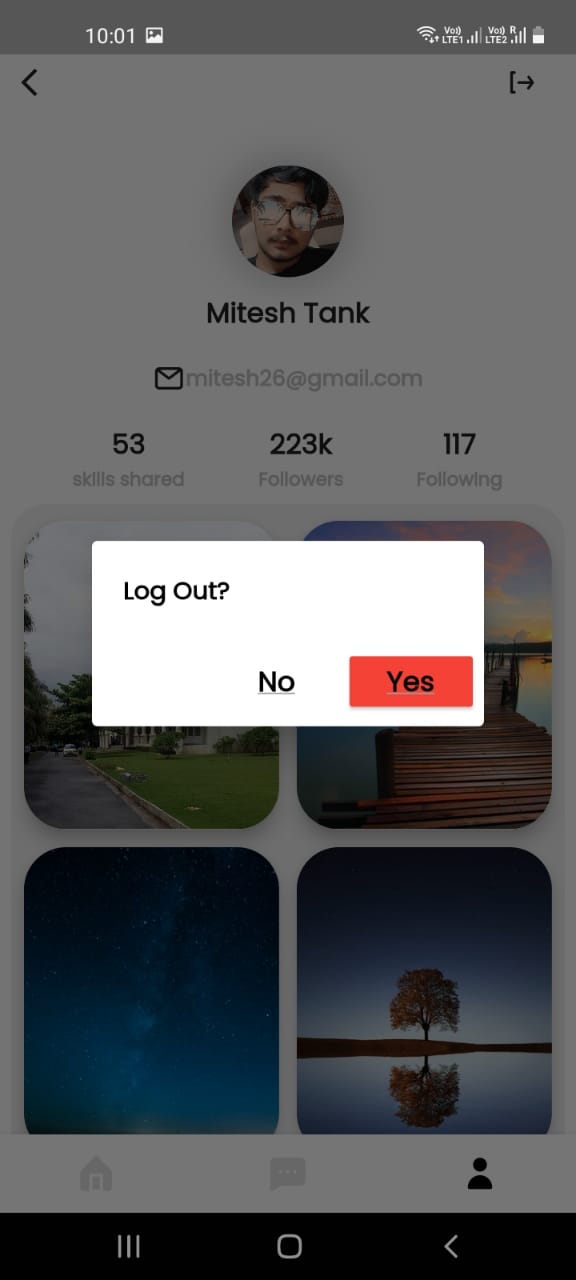 10:01 Vo) LTE1 Vo) R LTE2
Mitesh Tank
mitesh26@gmail.com
53 223k 117
skills shared Followers Following
Log Out?
No Yes